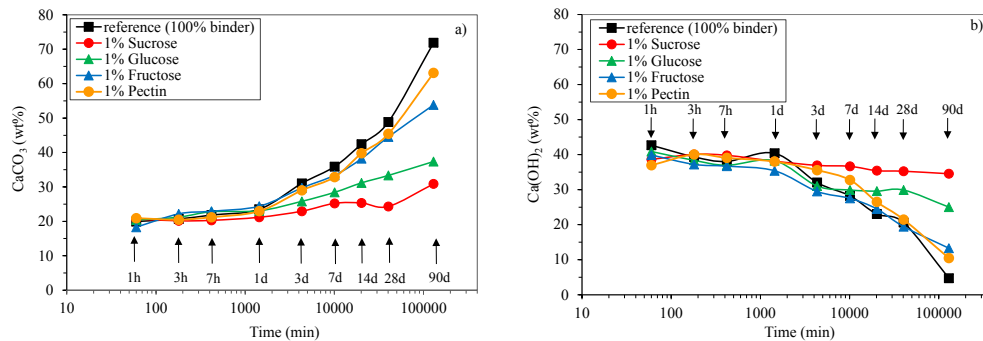 a)
reference (100% binder)
1% Sucrose
1% Glucose
1% Fructose
1% Pectin
CaCO3 (wt%)
80
70
60
50
40
30
20
10
0
1h 3h 7h 1d 3d 7d 14d 28d 90d
10 100 1000 10000 100000
Time (min)
b)
reference (100% binder)
1% Sucrose
1% Glucose
1% Fructose
1% Pectin
Ca(OH)2 (wt%)
80
70
60
50
40
30
20
10
0
1h 3h 7h 1d 3d 7d 14d 28d 90d
10 100 1000 10000 100000
Time (min)